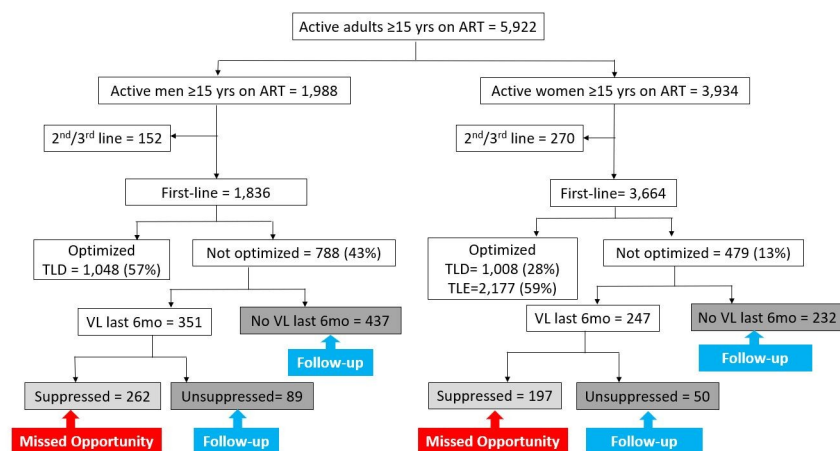 Active adults ≥15 yrs on ART = 5,922
Active men ≥15 yrs on ART = 1,988
Active women ≥15 yrs on ART = 3,934
2nd/3rd line = 152
2nd/3rd line = 270
First-line = 1,836
First-line= 3,664
Optimized
TLD = 1,048 (57%)
Not optimized = 788 (43%)
Optimized
TLD= 1,008 (28%)
TLE=2,177 (59%)
Not optimized = 479 (13%)
VL last 6mo = 351
No VL last 6mo = 437
VL last 6mo = 247
No VL last 6mo = 232
Follow-up
Follow-up
Suppressed = 262
Unsuppressed= 89
Suppressed = 197
Unsuppressed = 50
Missed Opportunity
Follow-up
Missed Opportunity
Follow-up